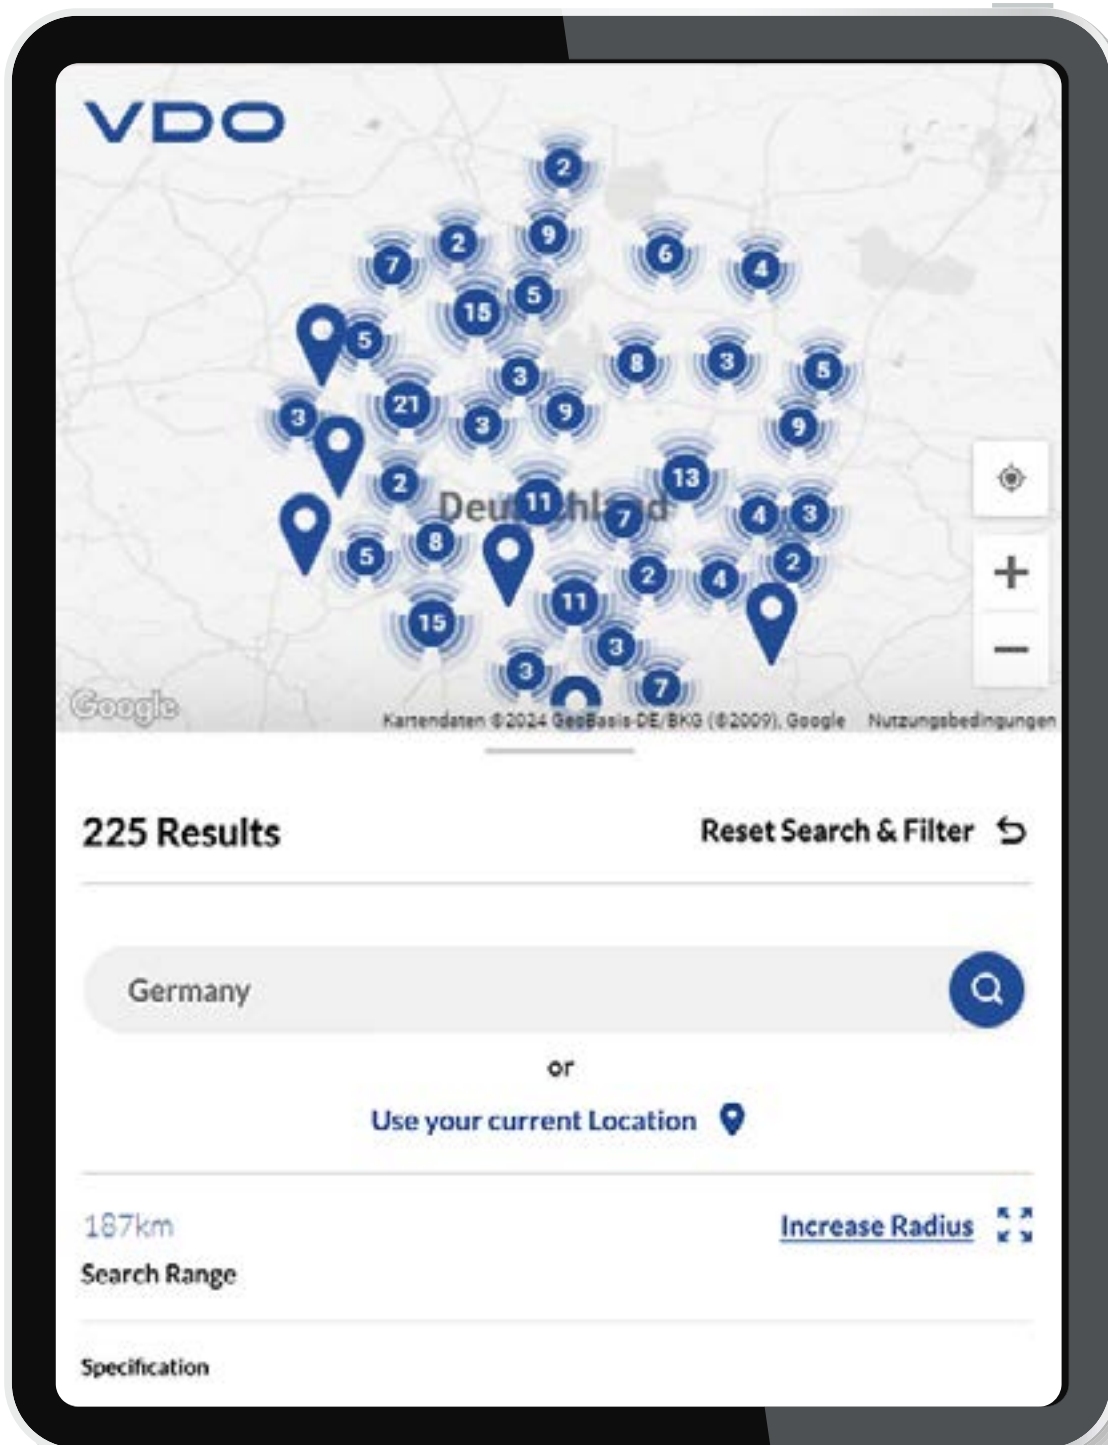 VDO
2
9
2
7
6
4
5
15
5
8
3
3
5
21
9
3
3
9
13
2
Deutschland
11
7
4
3
8
5
2
2
4
11
15
3
3
7
Google
Kartendaten ©2024 GeoBasis-DE/BKG (©2009), Google Nutzungsbedingungen
225 Results
Reset Search & Filter
Germany
or
Use your current Location
187km
Increase Radius
Search Range
Specification